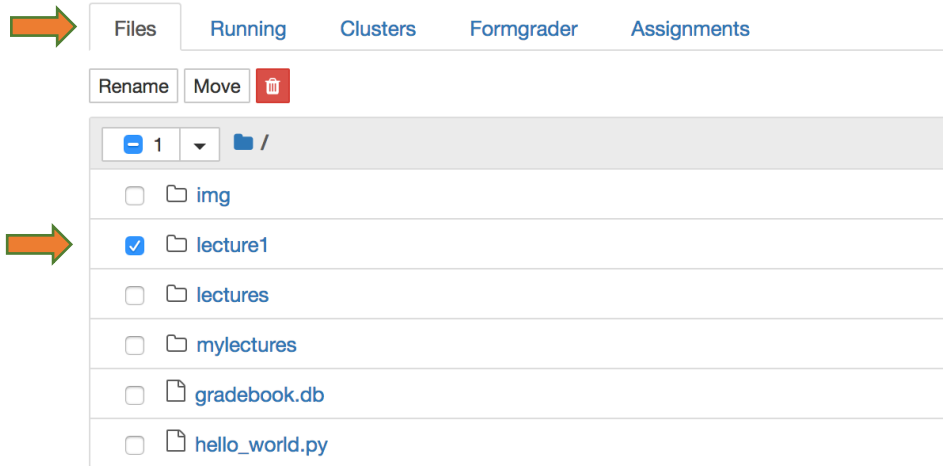 Files Running Clusters Formgrader Assignments
Rename Move
1 /
img
lecture1
lectures
mylectures
gradebook.db
hello_world.py